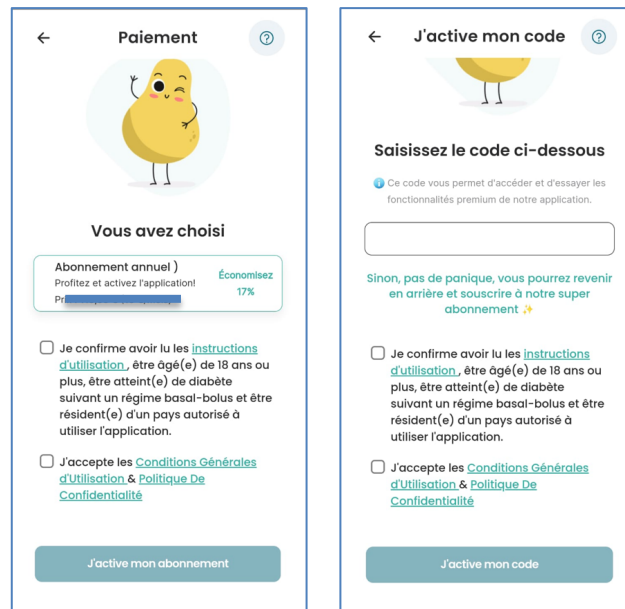 Paiement
Vous avez choisi
Abonnement annuel )
Profitez et activez l'application!
Économisez
17%
Je confirme avoir lu les instructions
d'utilisation , être âgé(e) de 18 ans ou
plus, être atteint(e) de diabète
suivant un régime basal-bolus et être
résident(e) d'un pays autorisé à
utiliser l'application.
J'accepte les Conditions Générales
d'Utilisation & Politique De
Confidentialité
J'active mon abonnement
J'active mon code
Saisissez le code ci-dessous
Ce code vous permet d'accéder et d'essayer les
fonctionnalités premium de notre application.
Sinon, pas de panique, vous pourrez revenir
en arrière et souscrire à notre super
abonnement ✨
Je confirme avoir lu les instructions
d'utilisation , être âgé(e) de 18 ans ou
plus, être atteint(e) de diabète
suivant un régime basal-bolus et être
résident(e) d'un pays autorisé à
utiliser l'application.
J'accepte les Conditions Générales
d'Utilisation & Politique De
Confidentialité
J'active mon code